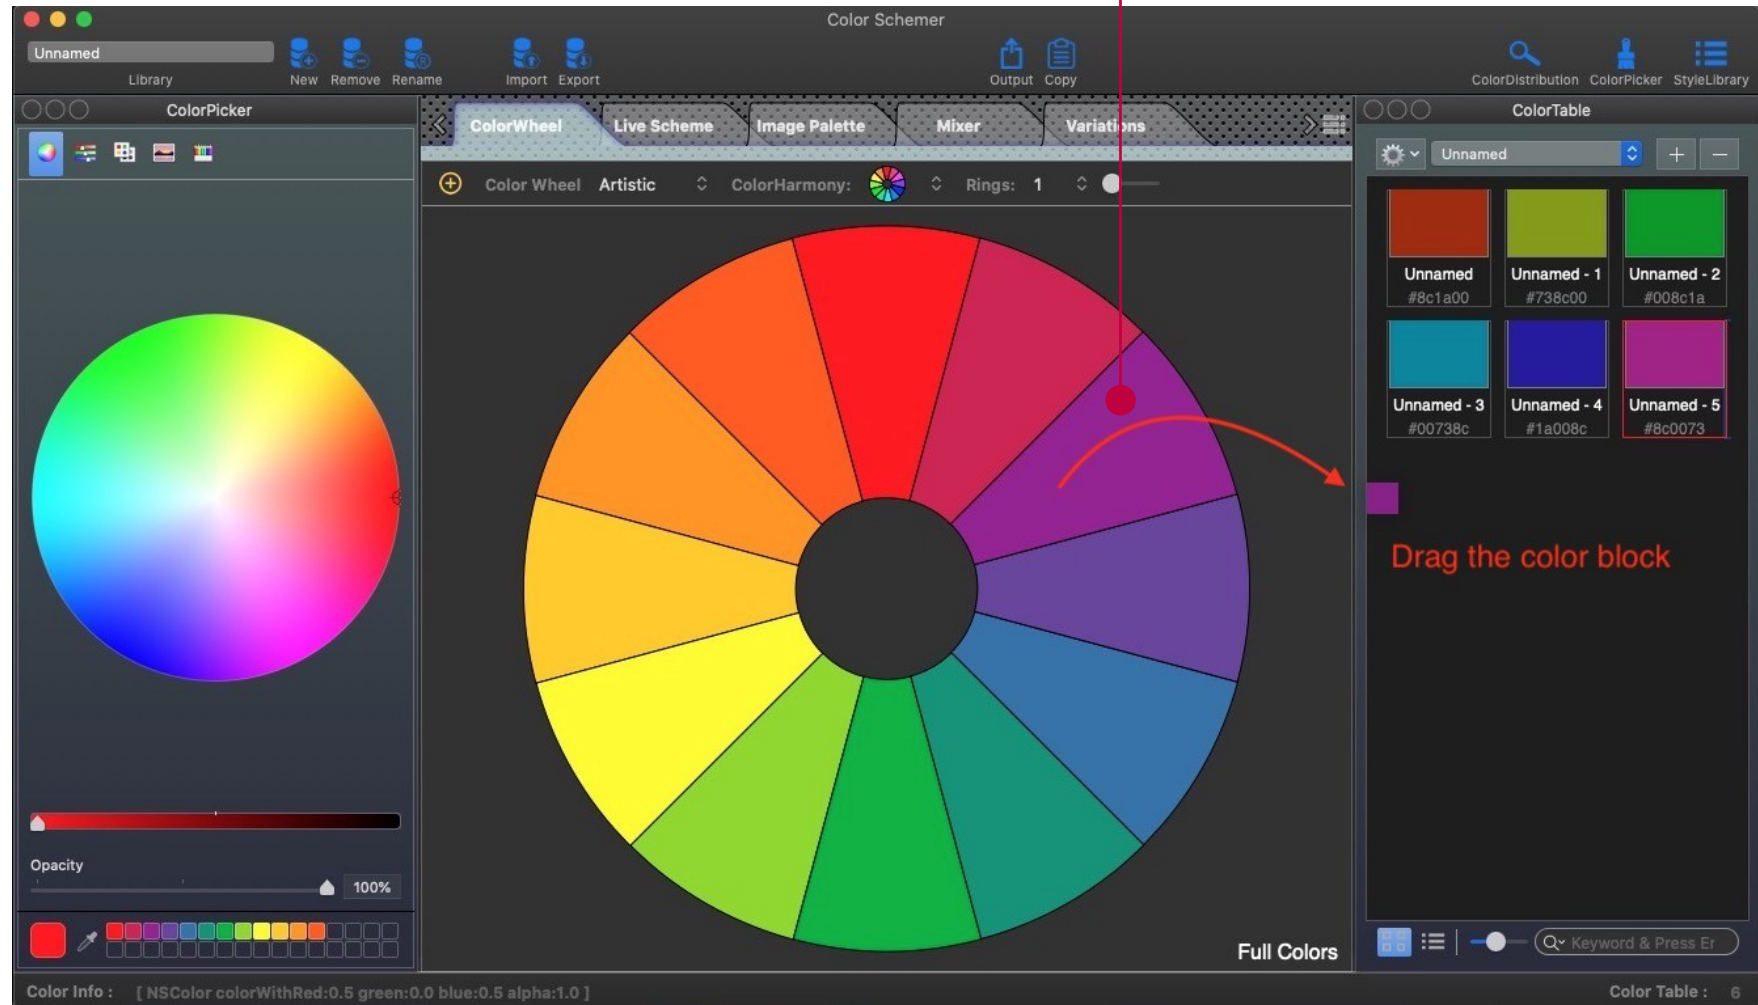 Color Schemer
Unnamed
Library
New Remove Rename
Import Export
Output Copy
ColorDistribution ColorPicker StyleLibrary
ColorPicker
ColorWheel
Live Scheme
Image Palette
Mixer
Variations
ColorTable
Unnamed
Color Wheel Artistic
ColorHarmony:
Rings: 1
Unnamed
#8c1a00
Unnamed - 1
#738c00
Unnamed - 2
#008c1a
Unnamed - 3
#00738c
Unnamed - 4
#1a008c
Unnamed - 5
#8c0073
Drag the color block
Opacity
100%
Full Colors
Keyword & Press Er
Color Info : [ NSColor colorWithRed:0.5 green:0.0 blue:0.5 alpha:1.0 ]
Color Table : 6